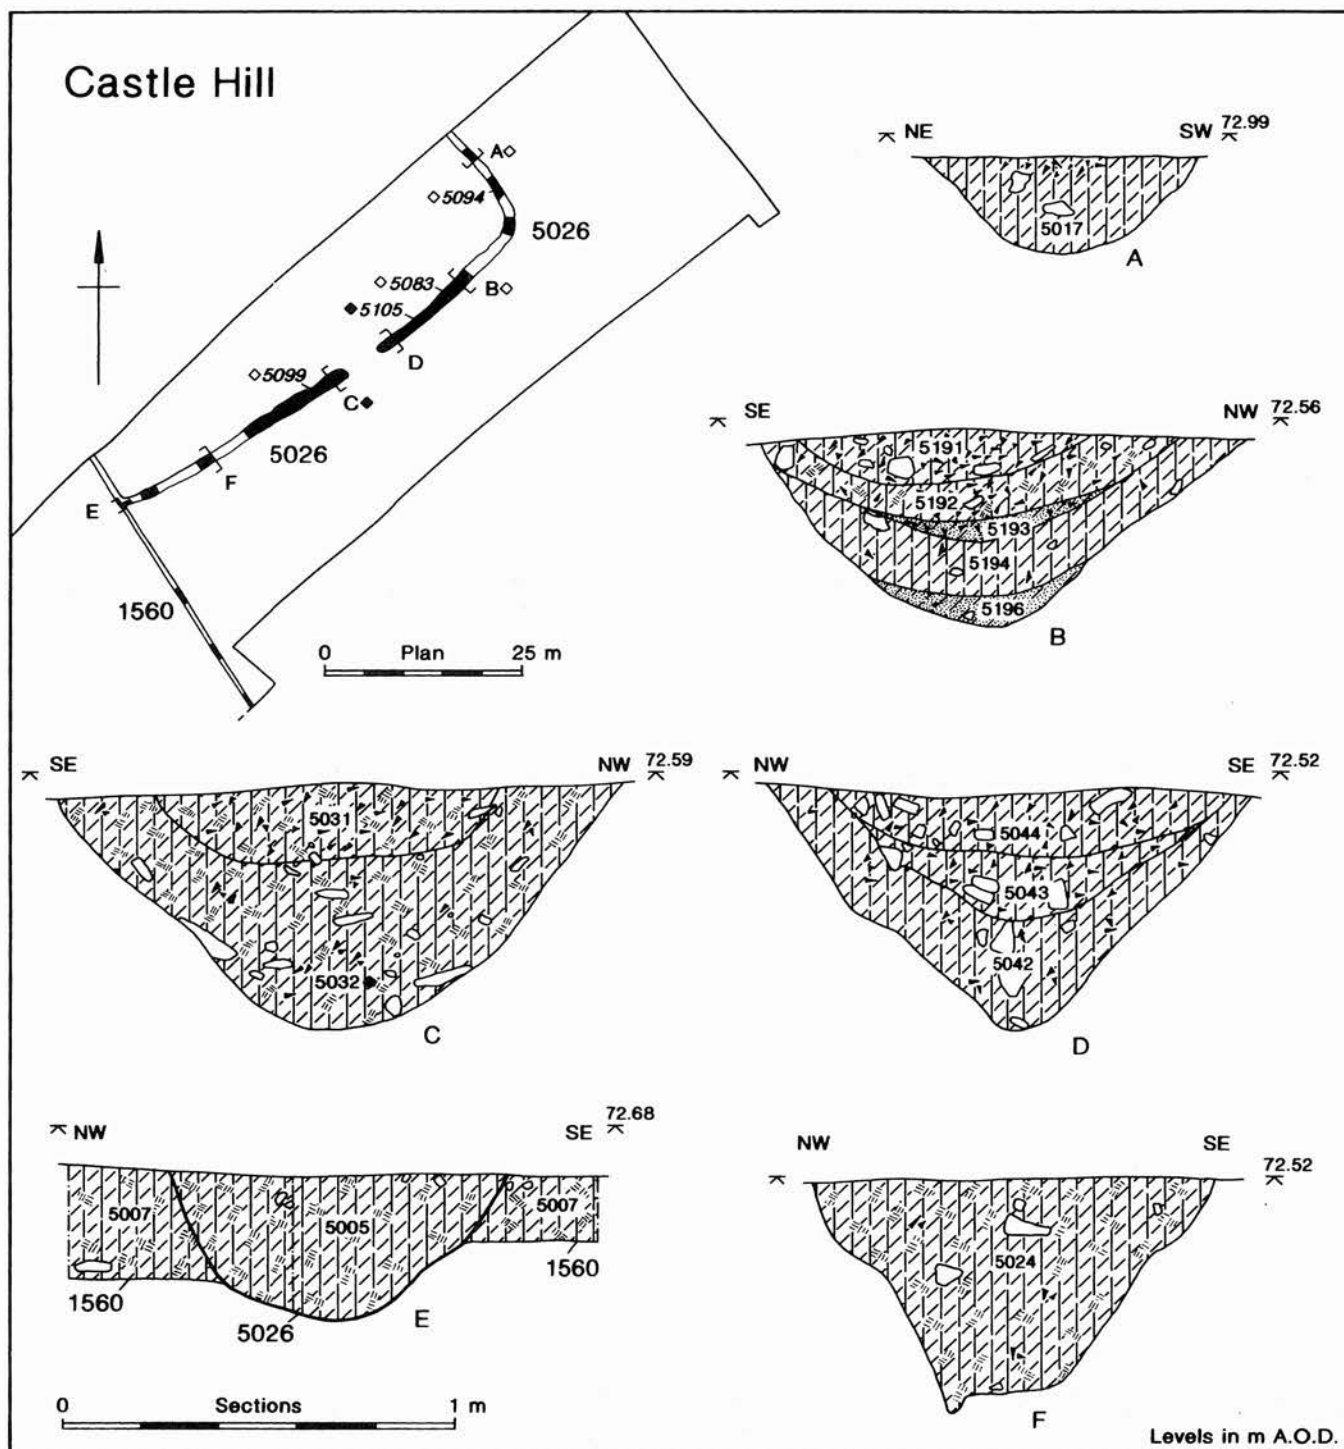 Castle Hill
A
5094
5026
5083
B
5105
D
5099
C
5026
F
E
1560
0 Plan 25 m
NE SW 72.99
5017
A
SE NW 72.56
5191
5192
5193
5194
5196
B
SE NW 72.59
5031
5032
C
NW SE 72.52
5044
5043
5042
D
NW SE 72.68
5007 5005 5007
1560 1560
5026 E
0 Sections 1 m
NW SE 72.52
5024
F
Levels in m A.O.D.